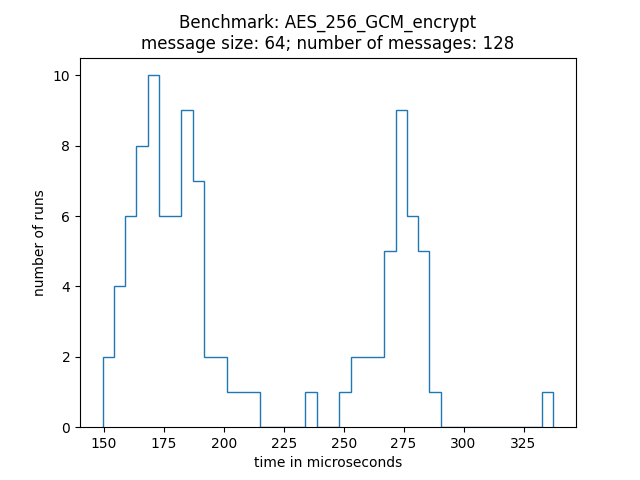 Benchmark: AES_256_GCM_encrypt
message size: 64; number of messages: 128
10
8
6
4
2
0
number of runs
150 175 200 225 250 275 300 325
time in microseconds